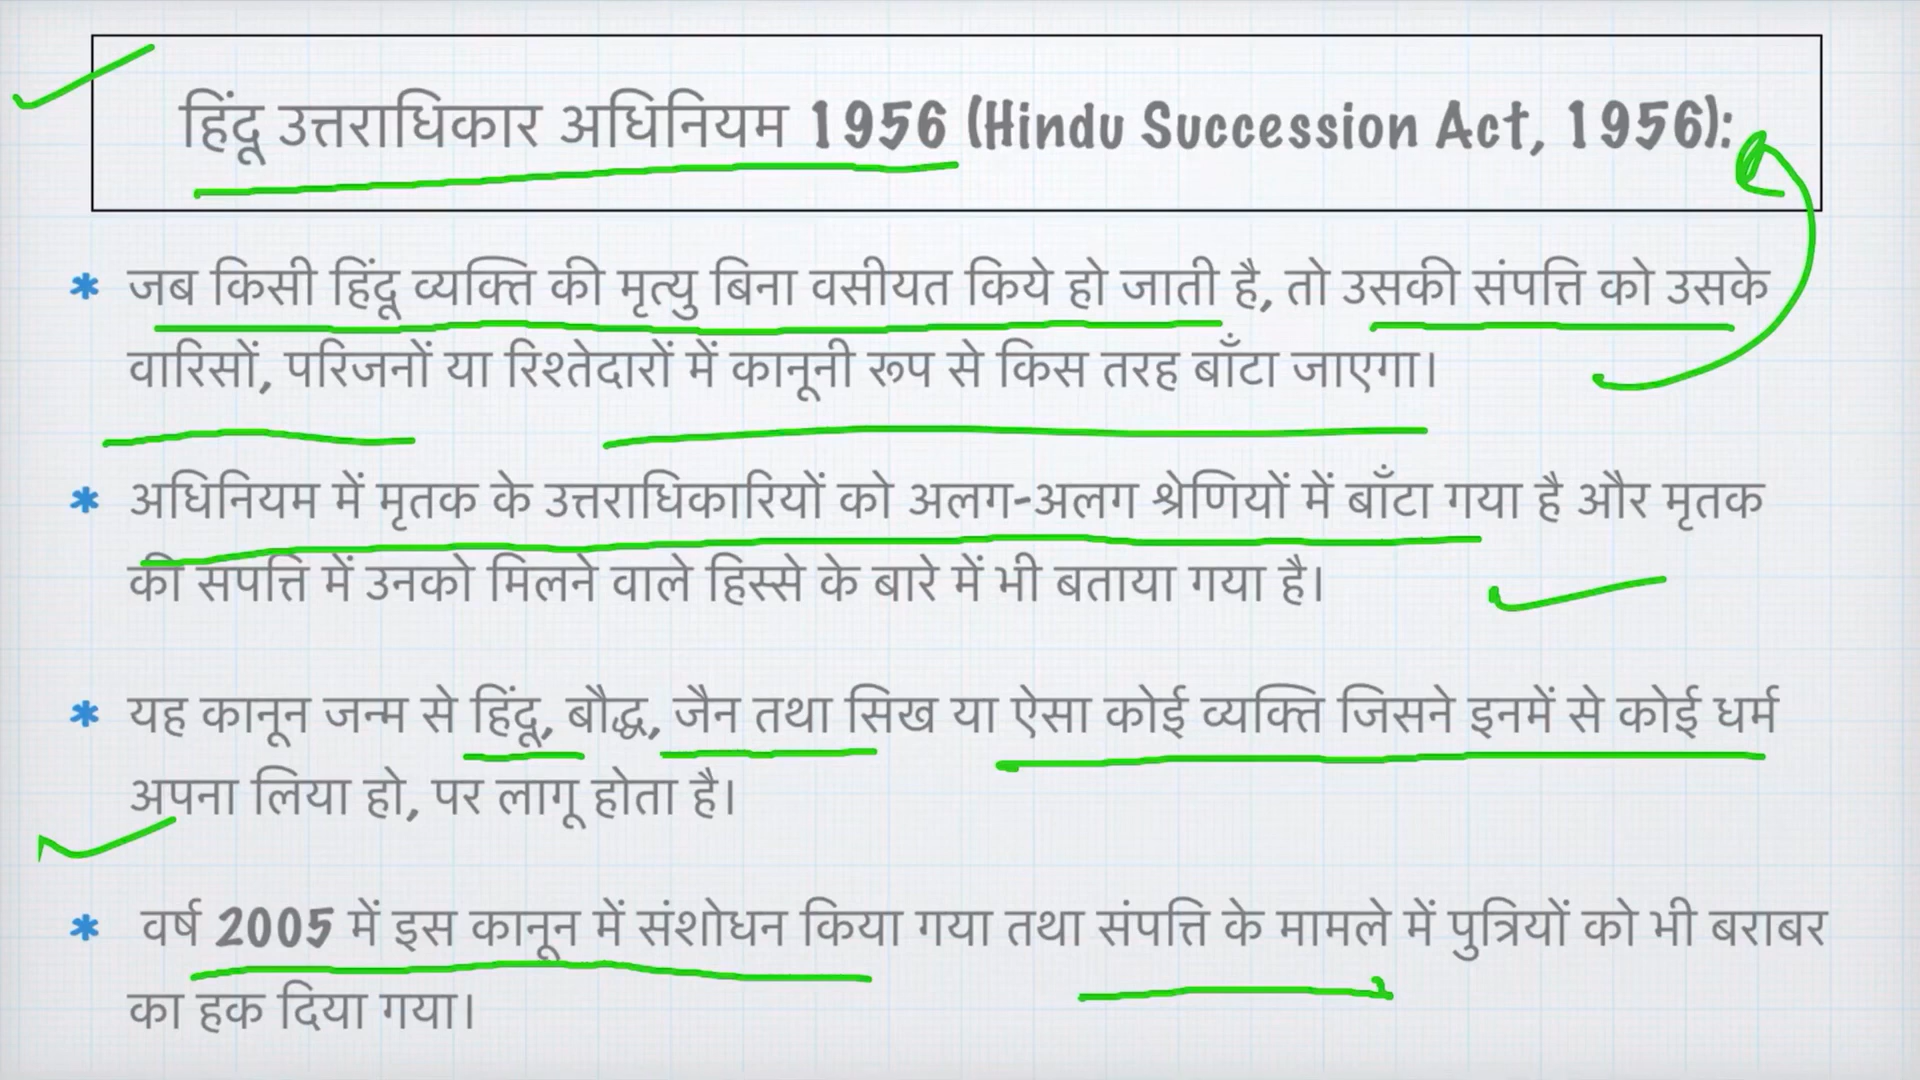 हिंदू उत्तराधिकार अधिनियम 1956 (Hindu Succession Act, 1956):
* जब किसी हिंदू व्यक्ति की मृत्यु बिना वसीयत किये हो जाती है, तो उसकी संपत्ति को उसके
वारिसों, परिजनों या रिश्तेदारों में कानूनी रूप से किस तरह बाँटा जाएगा।
* अधिनियम में मृतक के उत्तराधिकारियों को अलग-अलग श्रेणियों में बाँटा गया है और मृतक
की संपत्ति में उनको मिलने वाले हिस्से के बारे में भी बताया गया है।
* यह कानून जन्म से हिंदू, बौद्ध, जैन तथा सिख या ऐसा कोई व्यक्ति जिसने इनमें से कोई धर्म
अपना लिया हो, पर लागू होता है।
* वर्ष 2005 में इस कानून में संशोधन किया गया तथा संपत्ति के मामले में पुत्रियों को भी बराबर
का हक दिया गया।